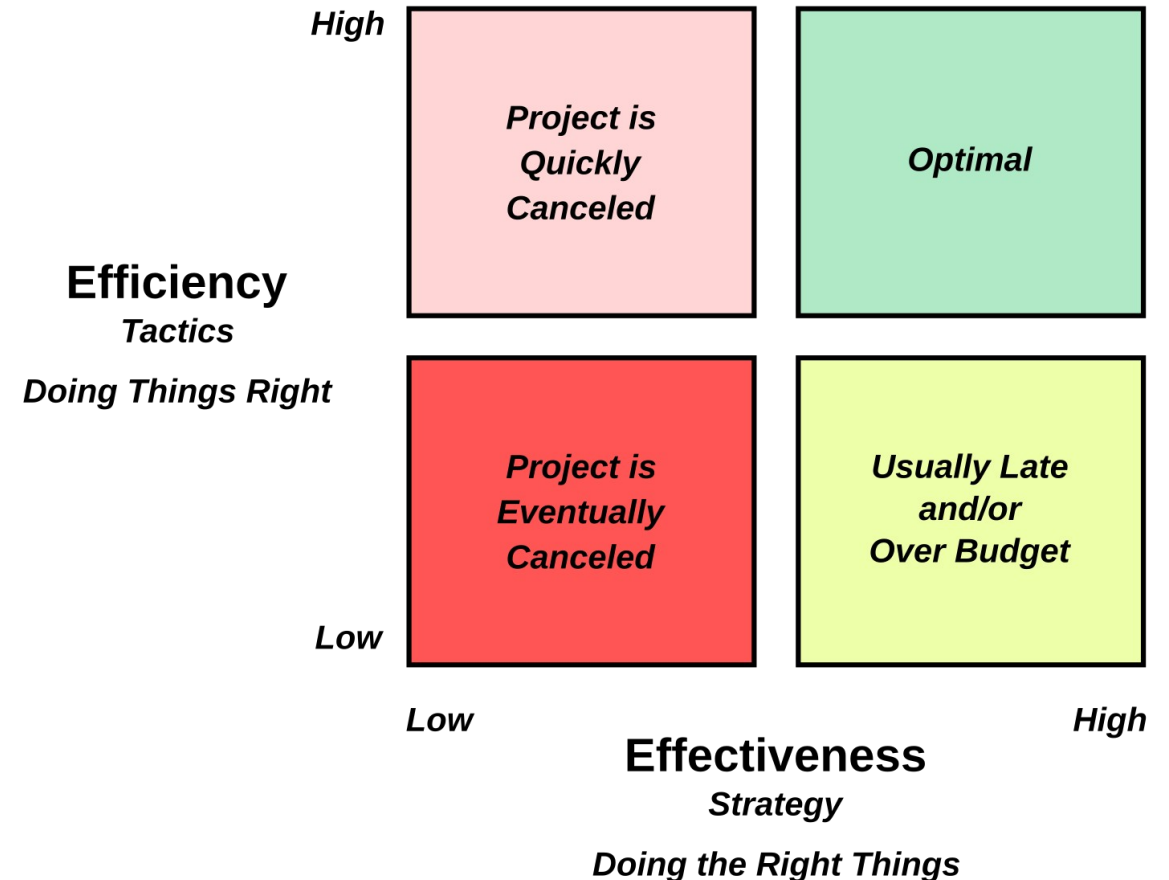 High
Project is
Quickly
Canceled
Optimal
Efficiency
Tactics
Doing Things Right
Project is
Eventually
Canceled
Usually Late
and/or
Over Budget
Low
Low
High
Effectiveness
Strategy
Doing the Right Things